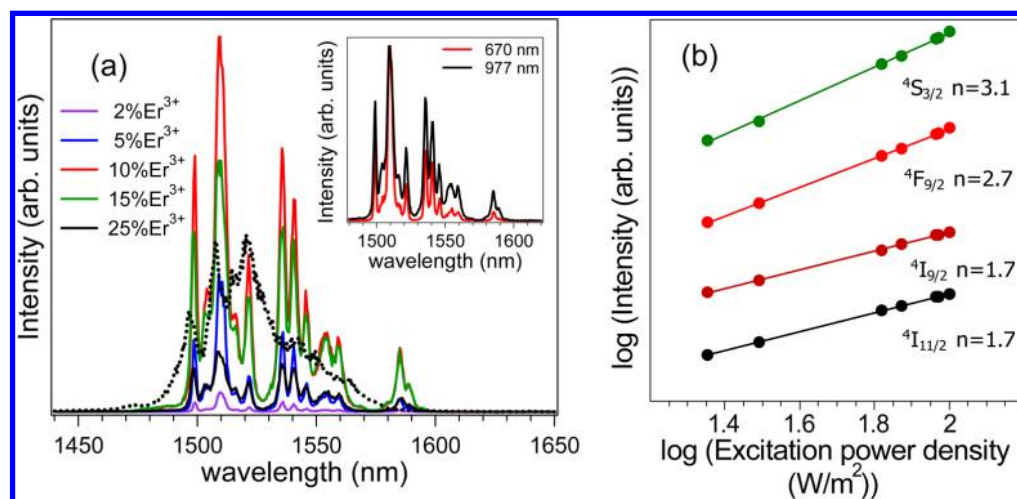 (a)
2%Er³⁺
5%Er³⁺
10%Er³⁺
15%Er³⁺
25%Er³⁺
Intensity (arb. units)
1450 1500 1550 1600 1650
wavelength (nm)
670 nm
977 nm
Intensity (arb. units)
1500 1550 1600
wavelength (nm)
(b)
⁴S₃/₂ n=3.1
⁴F₉/₂ n=2.7
⁴I₉/₂ n=1.7
⁴I₁₁/₂ n=1.7
log (Intensity (arb. units))
1.4 1.6 1.8 2
log (Excitation power density
(W/m²))